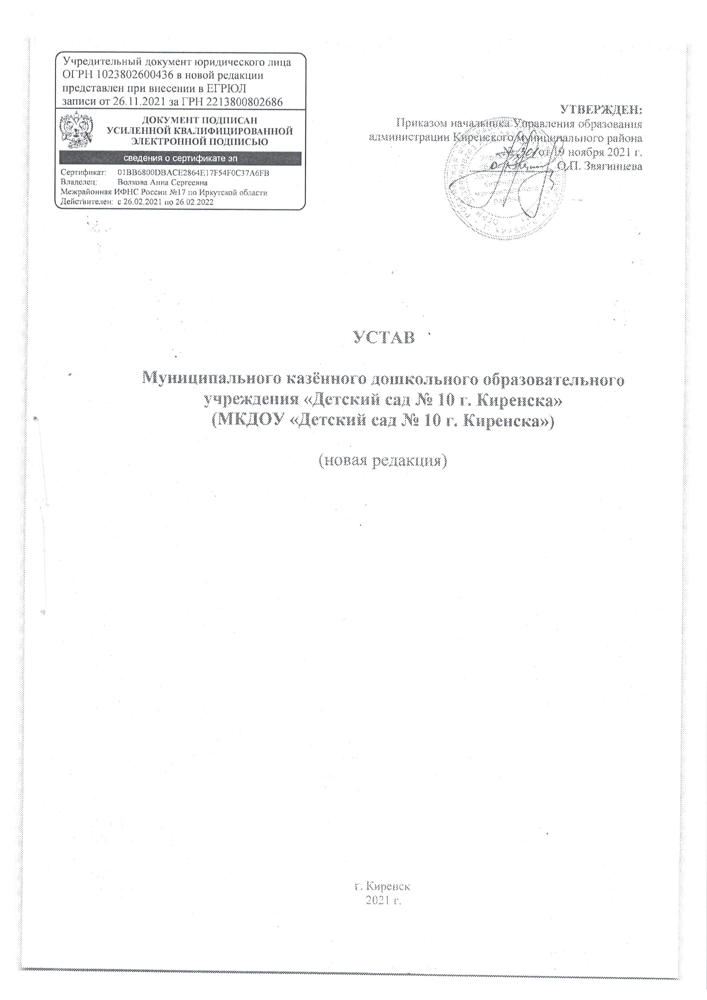 Учредительный документ юридического лица
ОГРН 1023802600436 в новой редакции
представлен при внесении в ЕГРЮЛ
записи от 26.11.2021 за ГРН 2213800802686
ДОКУМЕНТ ПОДПИСАН
УСИЛЕННОЙ КВАЛИФИЦИРОВАННОЙ
ЭЛЕКТРОННОЙ ПОДПИСЬЮ
сведения о сертификате эп
Сертификат: 01BB6800DBACE2864E17F54F0C37A6FB
Владелец: Волкова Анна Сергеевна
Межрайонная ИФНС России №17 по Иркутской области
Действителен: с 26.02.2021 по 26.02.2022
УТВЕРЖДЕН:
Приказом начальника Управления образования
администрации Киренского муниципального района
от 19 ноября 2021 г.
О.П. Звягинцева
УСТАВ
Муниципального казённого дошкольного образовательного
учреждения «Детский сад № 10 г. Киренска»
(МКДОУ «Детский сад № 10 г. Киренска»)
(новая редакция)
г. Киренск
2021 г.